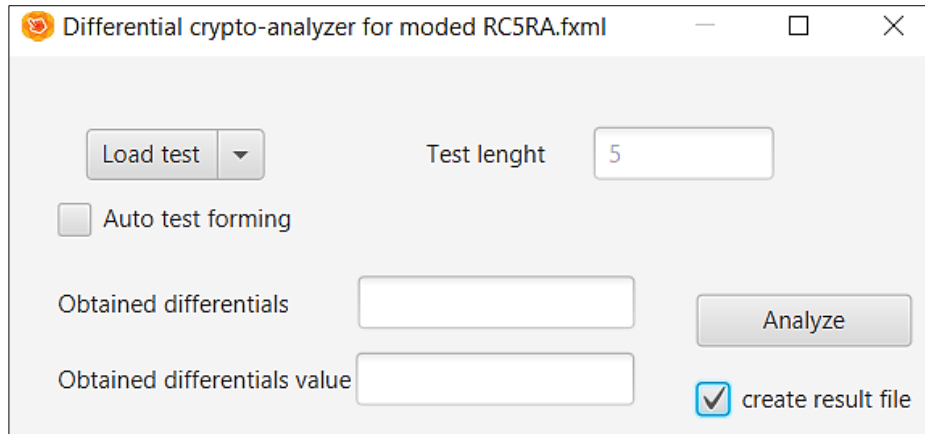 Differential crypto-analyzer for moded RC5RA.fxml
Load test
Test lenght
5
Auto test forming
Obtained differentials
Analyze
Obtained differentials value
create result file